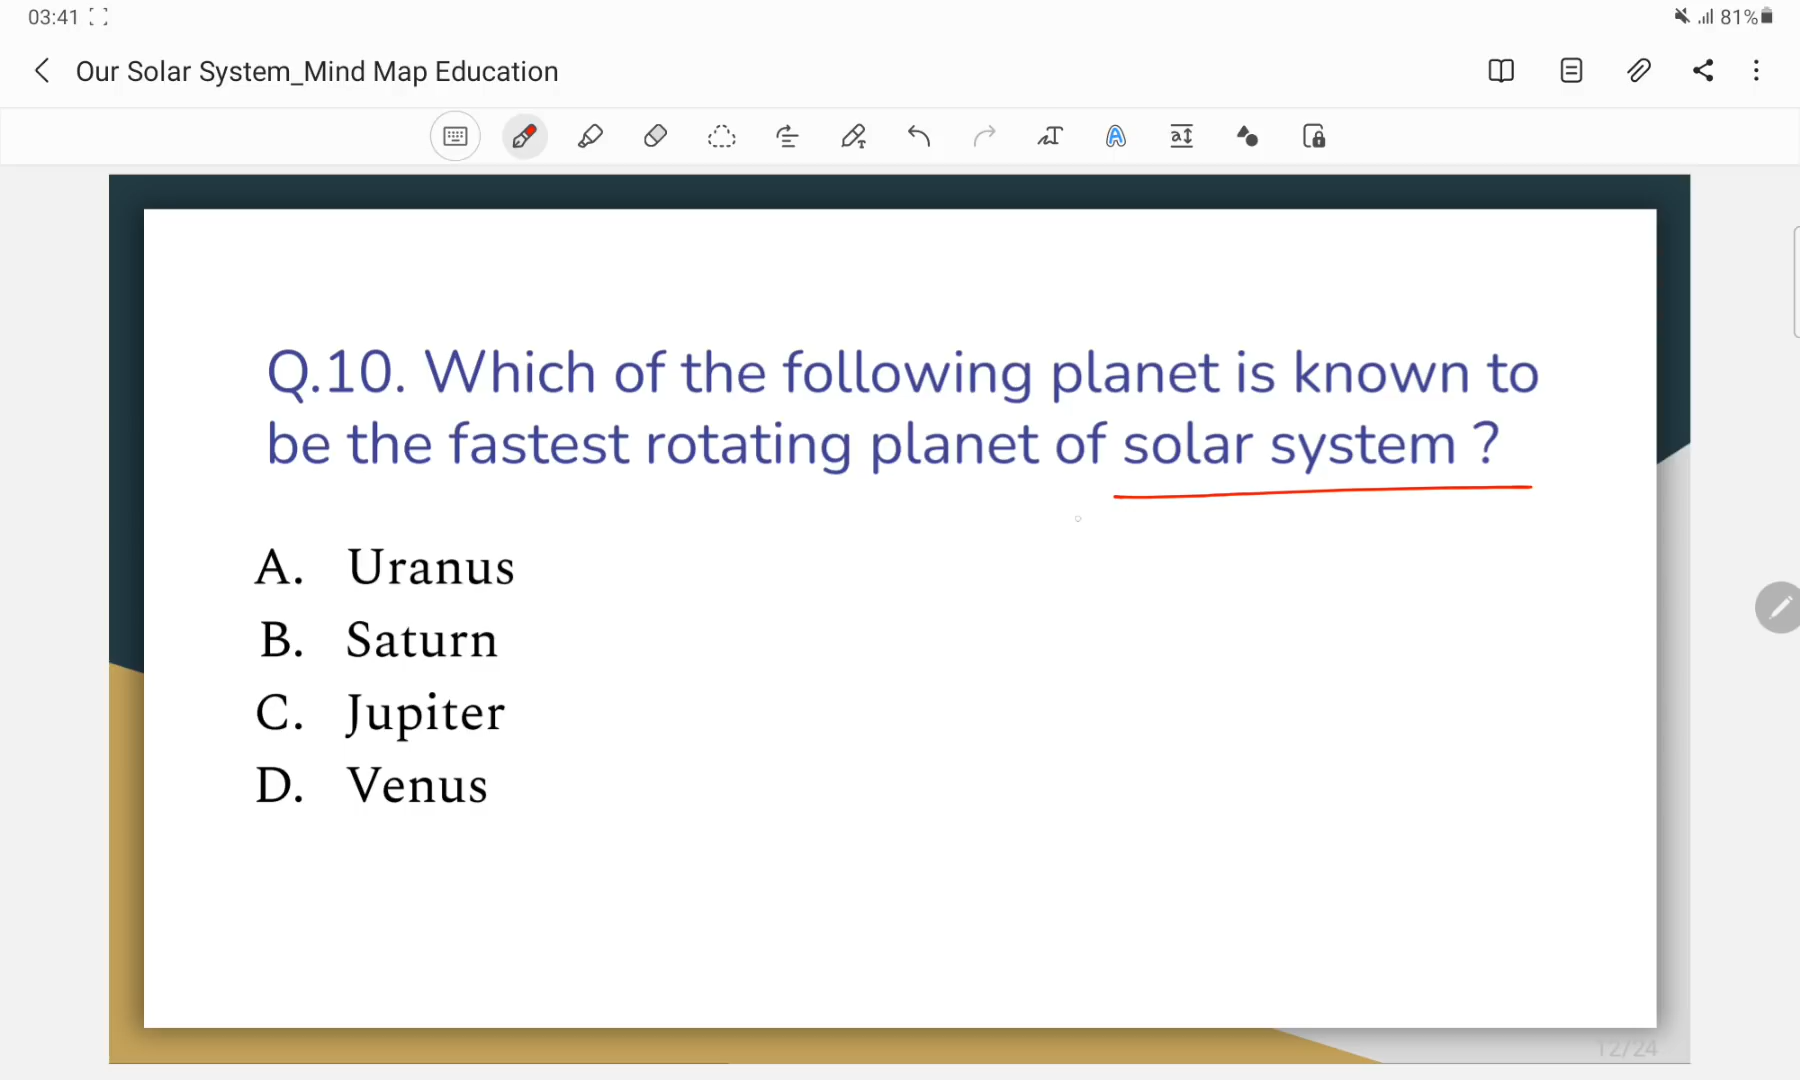 03:41
81%
Our Solar System_Mind Map Education
Q.10. Which of the following planet is known to
be the fastest rotating planet of solar system ?
A. Uranus
B. Saturn
C. Jupiter
D. Venus
12/24